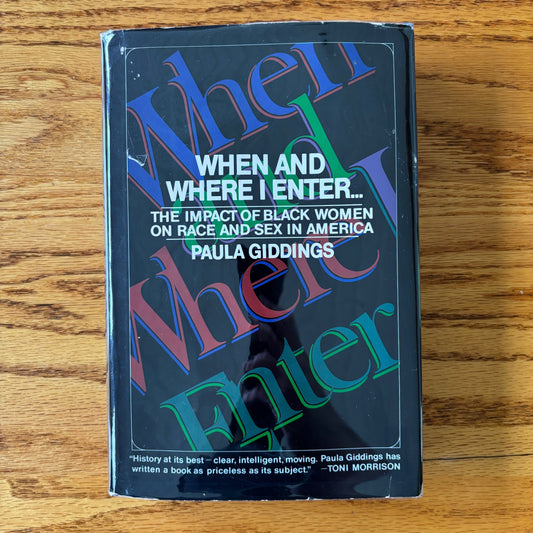 When
and
Where I
Enter
WHEN AND
WHERE I ENTER...
THE IMPACT OF BLACK WOMEN
ON RACE AND SEX IN AMERICA
PAULA GIDDINGS
"History at its best—clear, intelligent, moving. Paula Giddings has
written a book as priceless as its subject." —TONI MORRISON